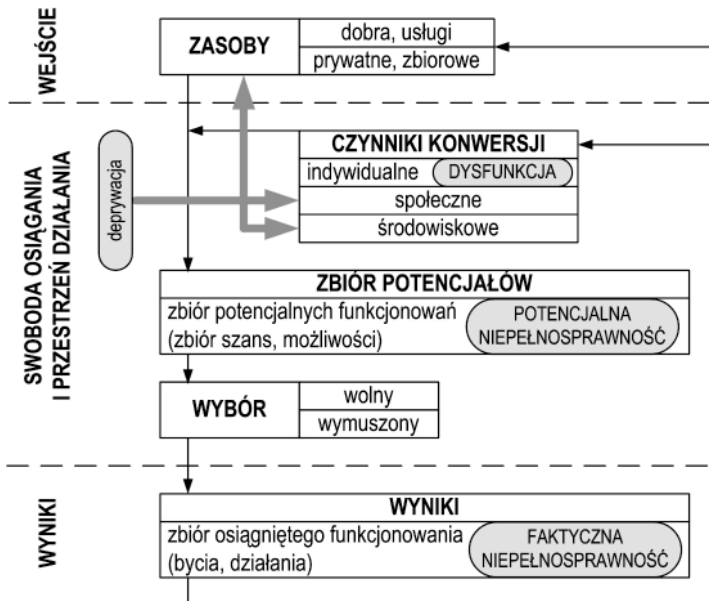 WEJŚCIE
ZASOBY
dobra, usługi
prywatne, zbiorowe
SWOBODA OSIĄGANIA
I PRZESTRZEŃ DZIAŁANIA
deprywacja
CZYNNIKI KONWERSJI
indywidualne
DYSFUNKCJA
społeczne
środowiskowe
ZBIÓR POTENCJAŁÓW
zbiór potencjalnych funkcjonowań
(zbiór szans, możliwości)
POTENCJALNA
NIEPEŁNOSPRAWNOŚĆ
WYBÓR
wolny
wymuszony
WYNIKI
WYNIKI
zbiór osiągniętego funkcjonowania
(bycia, działania)
FAKTYCZNA
NIEPEŁNOSPRAWNOŚĆ